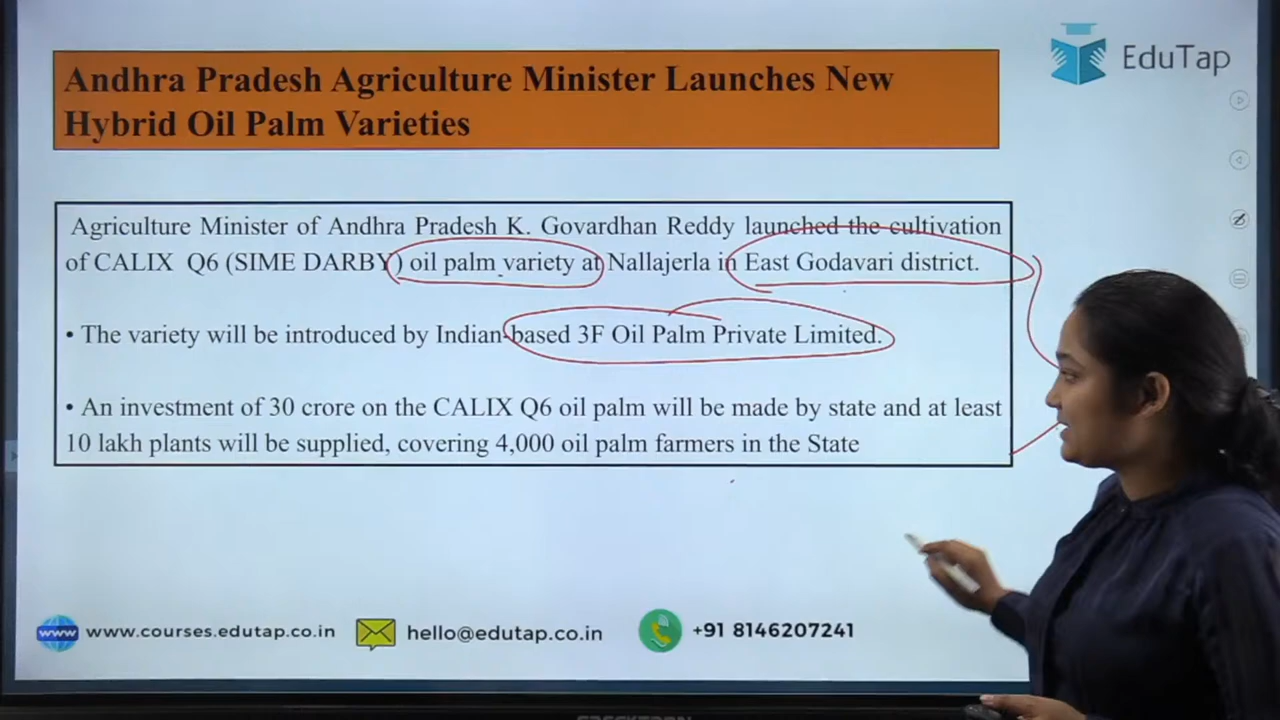 EduTap
Andhra Pradesh Agriculture Minister Launches New
Hybrid Oil Palm Varieties
Agriculture Minister of Andhra Pradesh K. Govardhan Reddy launched the cultivation
of CALIX Q6 (SIME DARBY) oil palm variety at Nallajerla in East Godavari district.
• The variety will be introduced by Indian-based 3F Oil Palm Private Limited.
• An investment of 30 crore on the CALIX Q6 oil palm will be made by state and at least
10 lakh plants will be supplied, covering 4,000 oil palm farmers in the State
www www.courses.edutap.co.in hello@edutap.co.in +91 8146207241